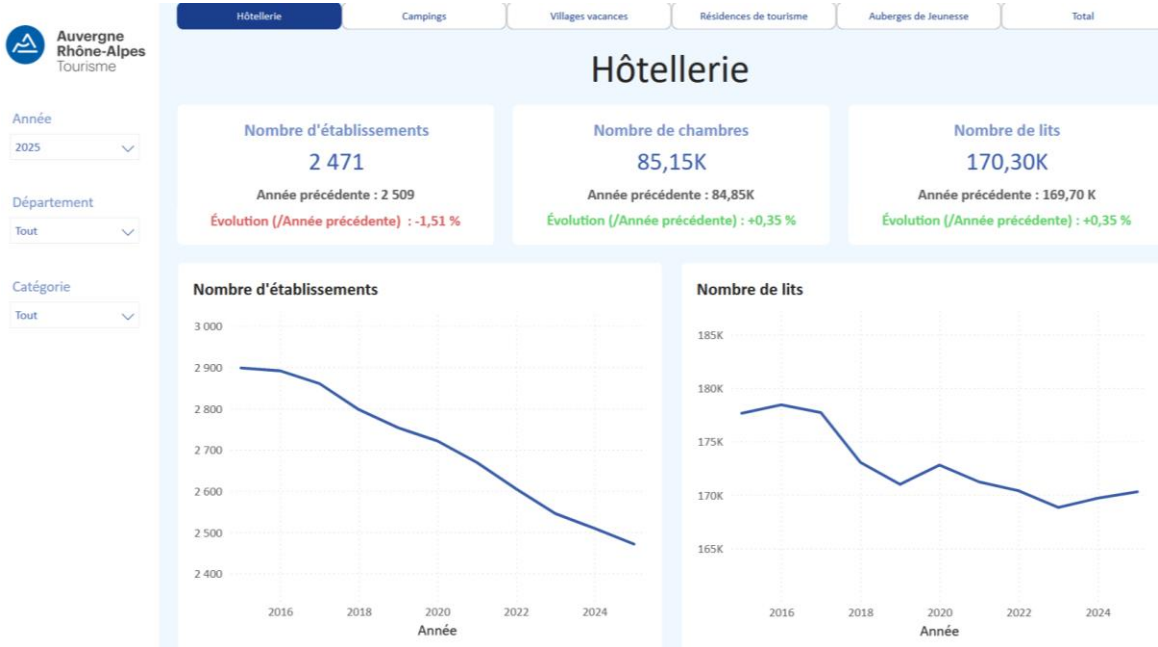 Auvergne
Rhône-Alpes
Tourisme
Année
2025
Département
Tout
Catégorie
Tout
Hôtellerie
Campings
Villages vacances
Résidences de tourisme
Auberges de Jeunesse
Total
Hôtellerie
Nombre d'établissements
2 471
Année précédente : 2 509
Évolution (/Année précédente) : -1,51 %
Nombre de chambres
85,15K
Année précédente : 84,85K
Évolution (/Année précédente) : +0,35 %
Nombre de lits
170,30K
Année précédente : 169,70 K
Évolution (/Année précédente) : +0,35 %
Nombre d'établissements
3 000
2 900
2 800
2 700
2 600
2 500
2 400
2016 2018 2020 2022 2024
Année
Nombre de lits
185K
180K
175K
170K
165K
2016 2018 2020 2022 2024
Année